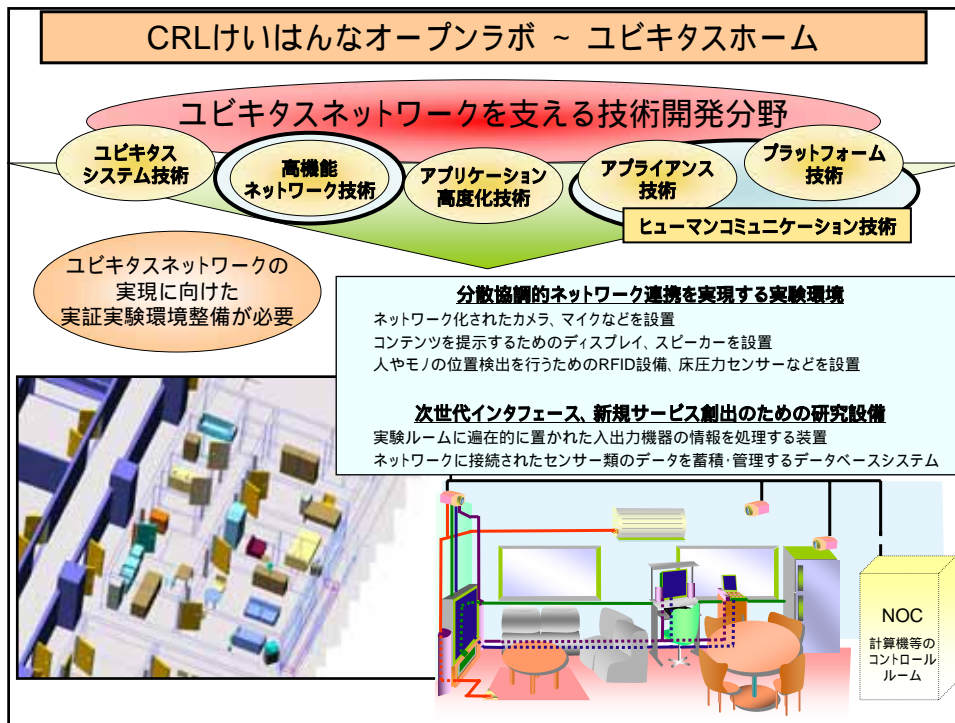 CRLけいはんなオープンラボ ~ ユビキタスホーム
ユビキタスネットワークを支える技術開発分野
ユビキタス
システム技術
高機能
ネットワーク技術
アプリケーション
高度化技術
アプライアンス
技術
プラットフォーム
技術
ヒューマンコミュニケーション技術
ユビキタスネットワークの
実現に向けた
実証実験環境整備が必要
分散協調的ネットワーク連携を実現する実験環境
ネットワーク化されたカメラ、マイクなどを設置
コンテンツを提示するためのディスプレイ、スピーカーを設置
人やモノの位置検出を行うためのRFID設備、床圧力センサーなどを設置
次世代インタフェース、新規サービス創出のための研究設備
実験ルームに遍在的に置かれた入出力機器の情報を処理する装置
ネットワークに接続されたセンサー類のデータを蓄積・管理するデータベースシステム
NOC
計算機等の
コントロール
ルーム